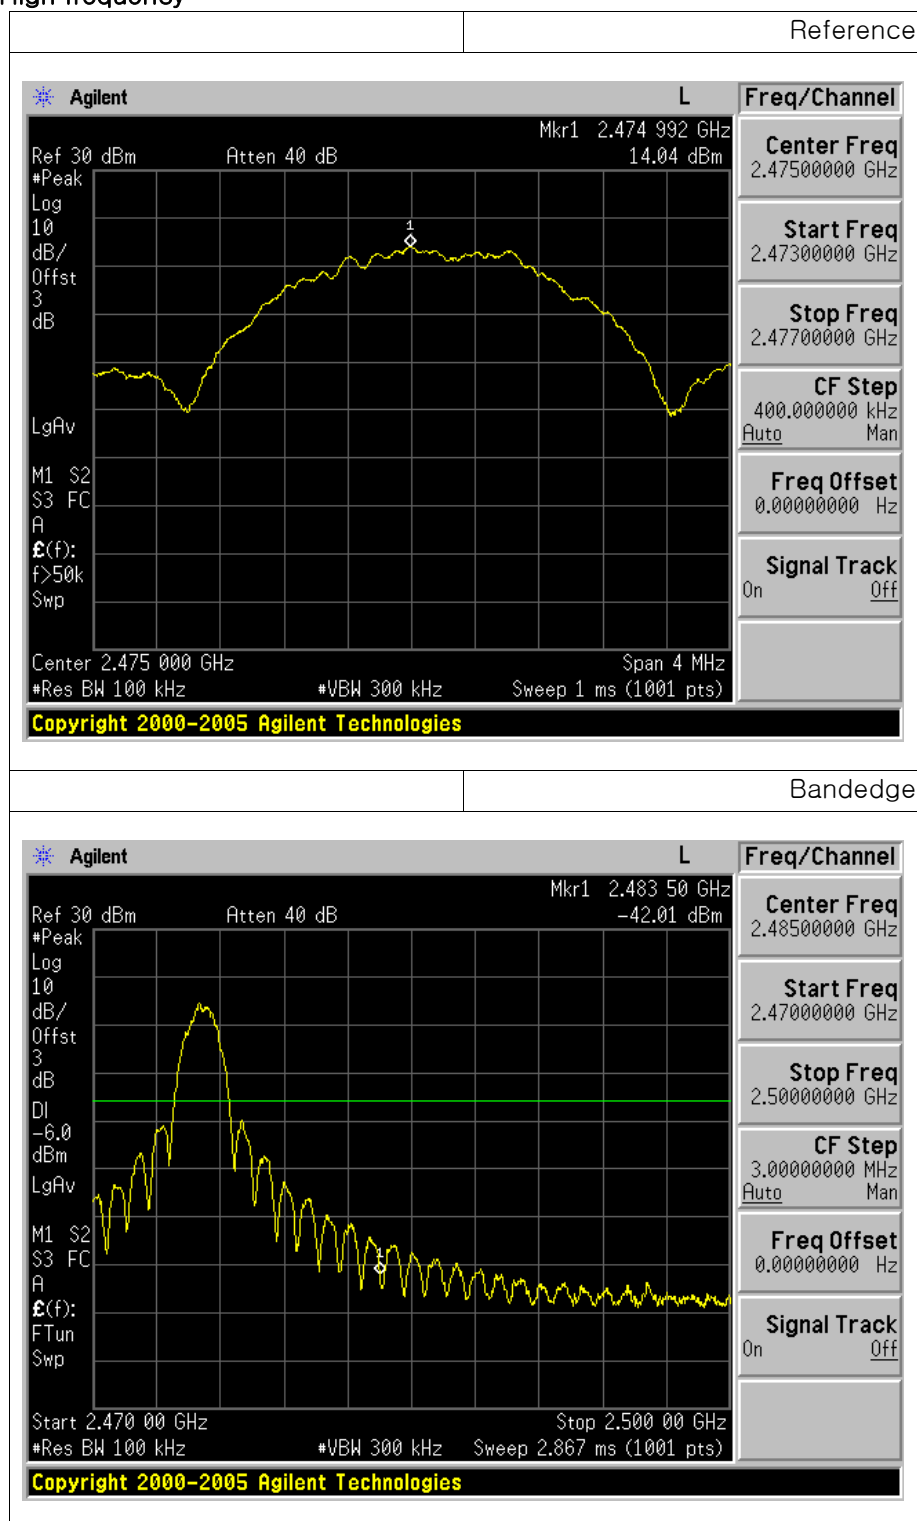 High frequency
Reference
Agilent L Freq/Channel
Mkr1 2.474 992 GHz
Ref 30 dBm Atten 40 dB 14.04 dBm
#Peak
Log
10
dB/
Offst
3
dB
LgAv
M1 S2
S3 FC
A
£(f):
f>50k
Swp
1
Center 2.475 000 GHz Span 4 MHz
#Res BW 100 kHz #VBW 300 kHz Sweep 1 ms (1001 pts)
Copyright 2000-2005 Agilent Technologies
Center Freq
2.47500000 GHz
Start Freq
2.47300000 GHz
Stop Freq
2.47700000 GHz
CF Step
400.000000 kHz
Auto Man
Freq Offset
0.00000000 Hz
Signal Track
On Off
Bandedge
Agilent L Freq/Channel
Mkr1 2.483 50 GHz
Ref 30 dBm Atten 40 dB -42.01 dBm
#Peak
Log
10
dB/
Offst
3
dB
DI
-6.0
dBm
LgAv
M1 S2
S3 FC
A
£(f):
FTun
Swp
1
Start 2.470 00 GHz Stop 2.500 00 GHz
#Res BW 100 kHz #VBW 300 kHz Sweep 2.867 ms (1001 pts)
Copyright 2000-2005 Agilent Technologies
Center Freq
2.48500000 GHz
Start Freq
2.47000000 GHz
Stop Freq
2.50000000 GHz
CF Step
3.00000000 MHz
Auto Man
Freq Offset
0.00000000 Hz
Signal Track
On Off